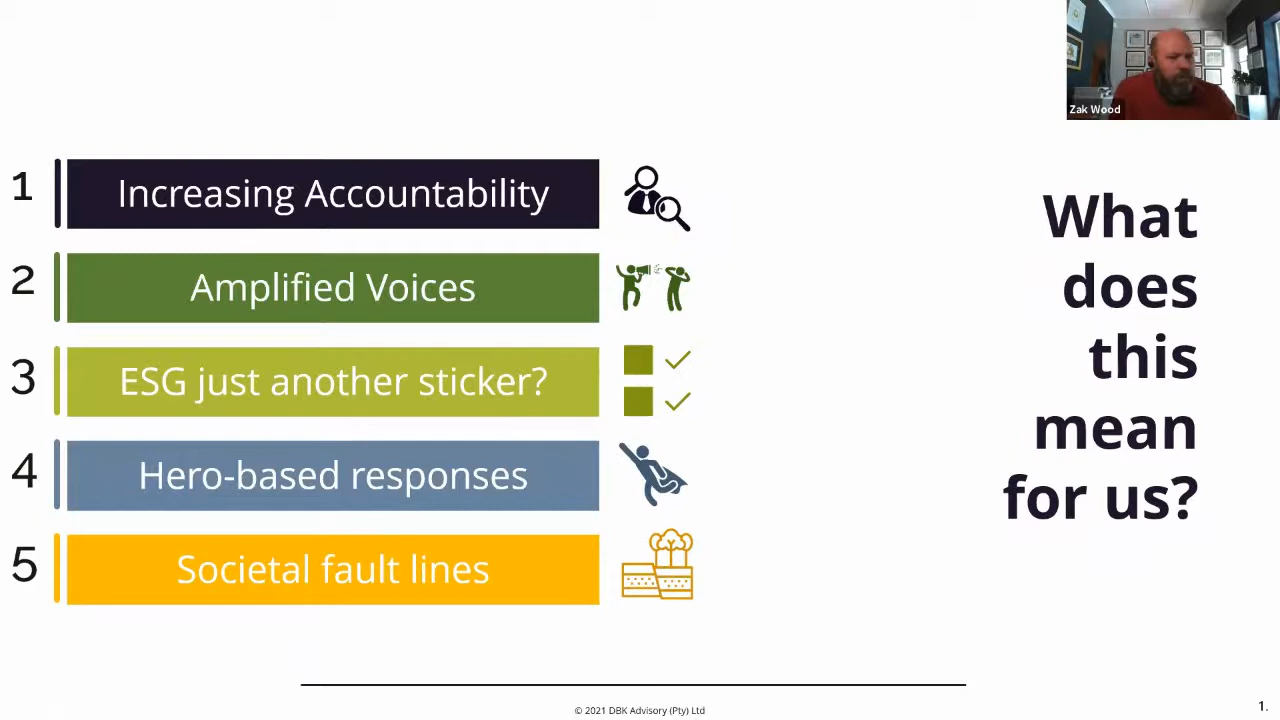 Zak Wood
1 Increasing Accountability
2 Amplified Voices
3 ESG just another sticker?
4 Hero-based responses
5 Societal fault lines
What
does
this
mean
for us?
© 2021 DBK Advisory (Pty) Ltd
1.